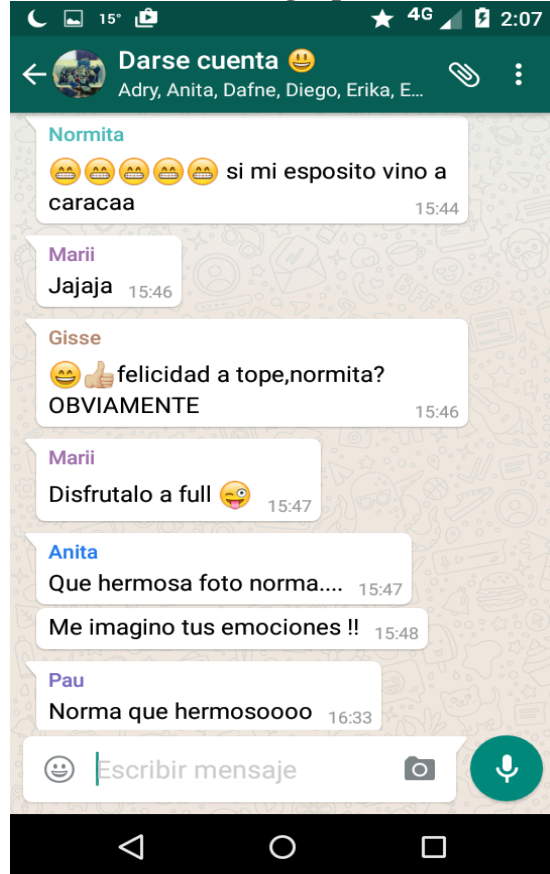 15° 4G 2:07
Darse cuenta 😃
Adry, Anita, Dafne, Diego, Erika, E...
Normita
😁😁😁😁😁 si mi esposito vino a
caracaa 15:44
Marii
Jajaja 15:46
Gisse
😄👍🏼felicidad a tope,normita?
OBVIAMENTE 15:46
Marii
Disfrutalo a full 😜 15:47
Anita
Que hermosa foto norma.... 15:47
Me imagino tus emociones !! 15:48
Pau
Norma que hermosoooo 16:33
Escribir mensaje